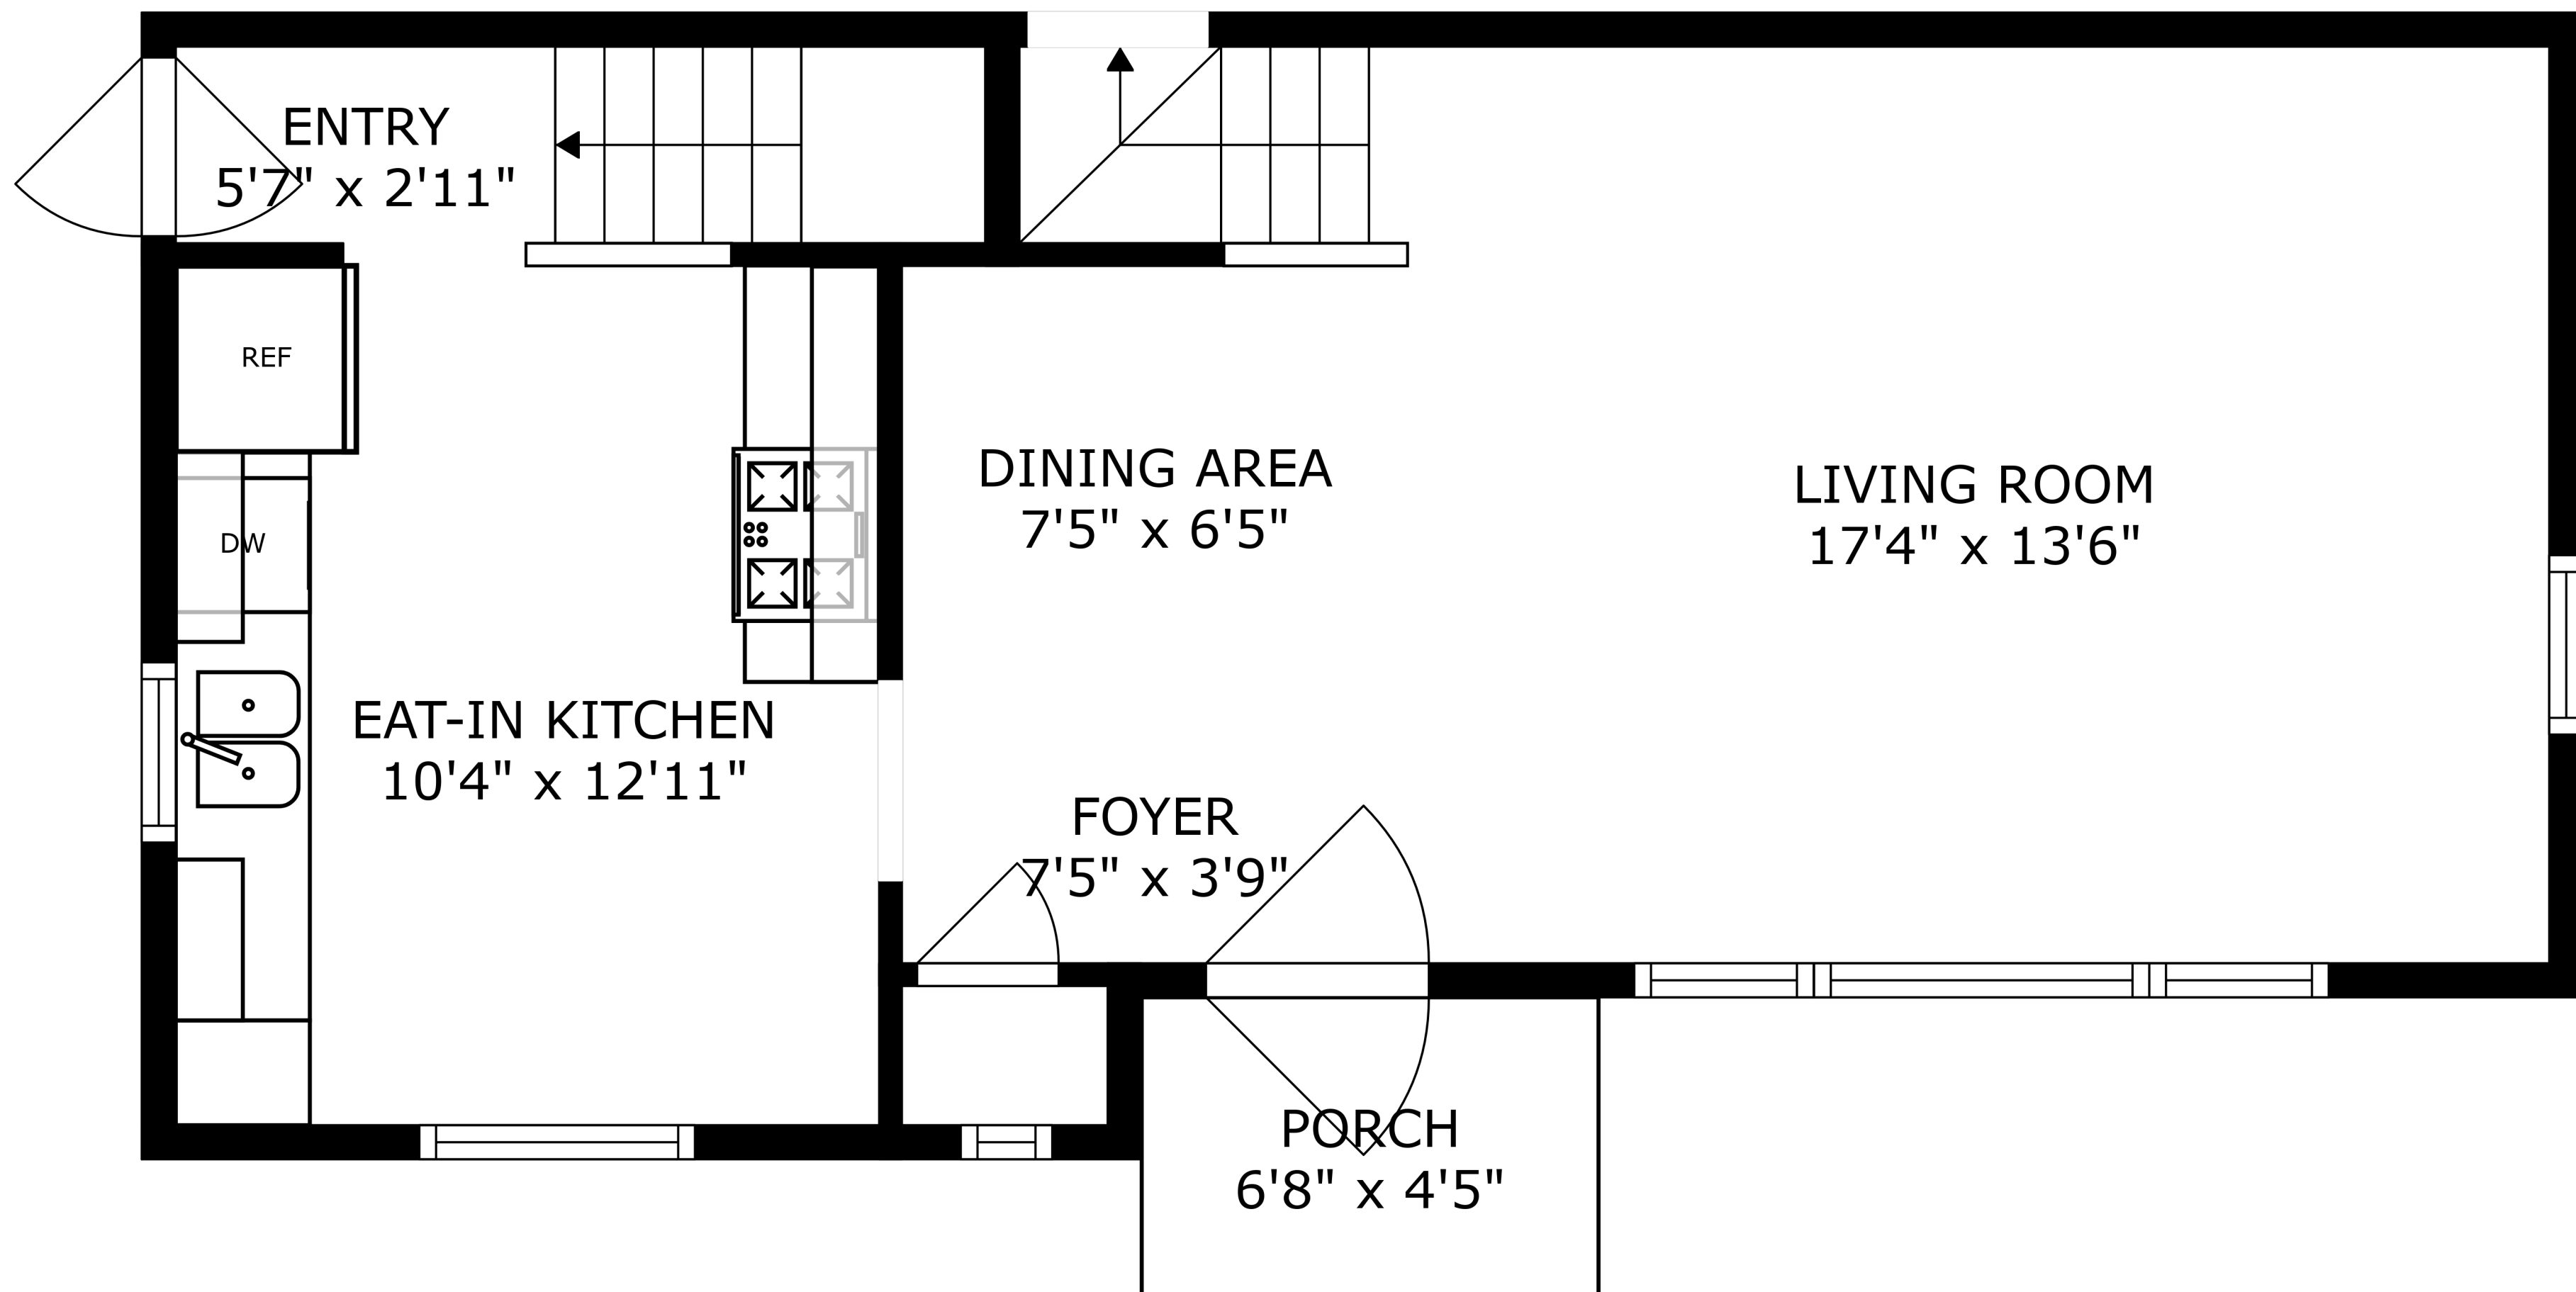 ENTRY
5'7" x 2'11"
REF
DW
EAT-IN KITCHEN
10'4" x 12'11"
DINING AREA
7'5" x 6'5"
LIVING ROOM
17'4" x 13'6"
FOYER
7'5" x 3'9"
PORCH
6'8" x 4'5"